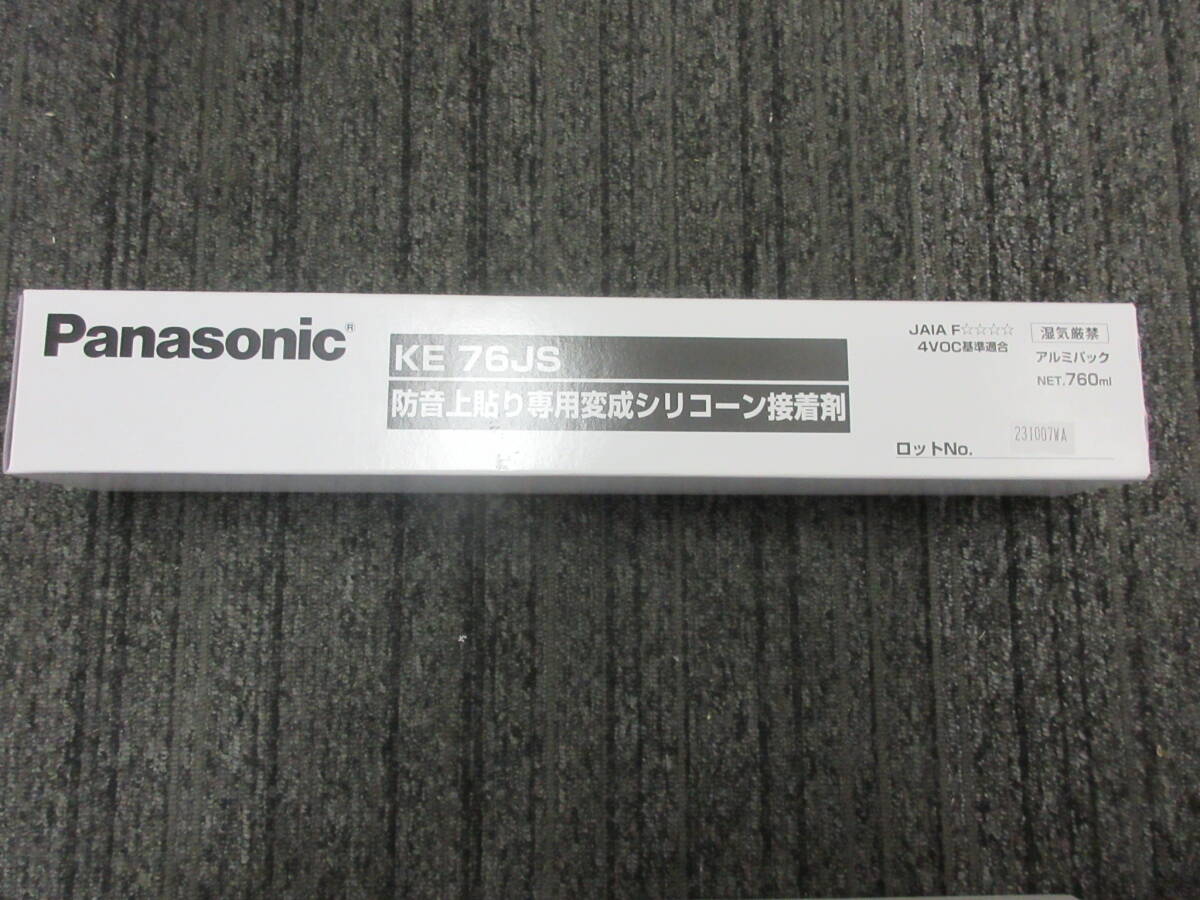 Panasonic®
KE 76JS
防音上貼り専用変成シリコーン接着剤
JAIA F☆☆☆☆
4VOC基準適合
湿気厳禁
アルミパック
NET.760ml
ロットNo. 231007WA